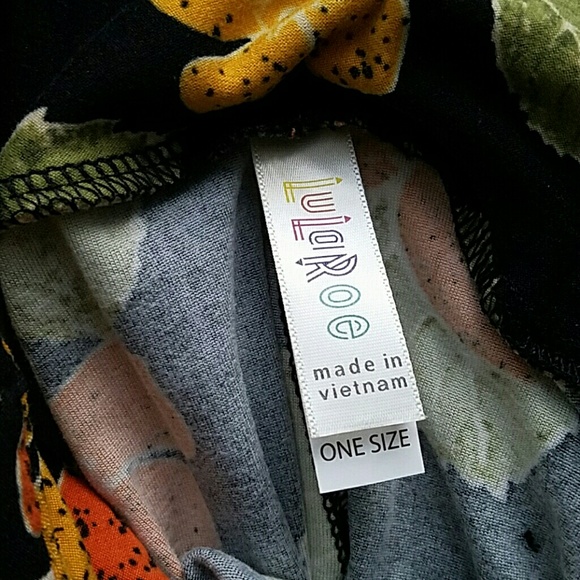 LuLaRoe
made in
vietnam
ONE SIZE